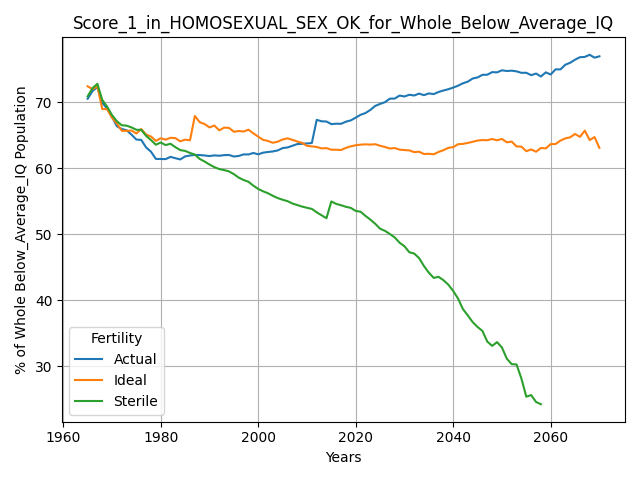 Score_1_in_HOMOSEXUAL_SEX_OK_for_Whole_Below_Average_IQ
% of Whole Below_Average_IQ Population
70
60
50
40
30
Fertility
Actual
Ideal
Sterile
1960 1980 2000 2020 2040 2060
Years